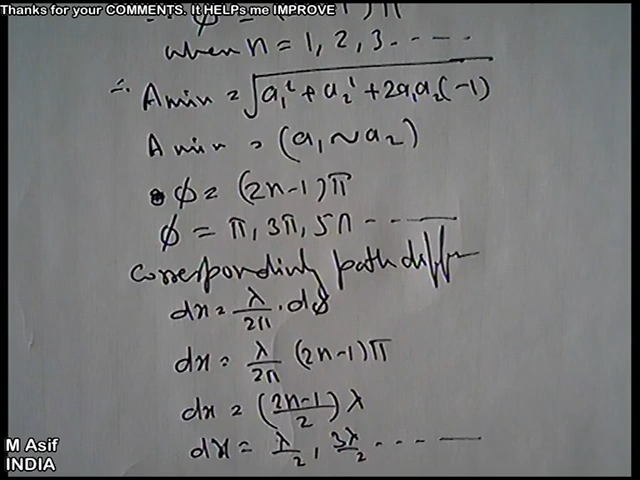 Thanks for your COMMENTS. It HELPs me IMPROVE
when n = 1, 2, 3 - - - - -
∴ A min = √a₁² + a₂² + 2a₁a₂(-1)
A min = (a₁ ~ a₂)
ϕ = (2n-1)π
ϕ = π, 3π, 5π - - —
corresponding path diff
dx = λ/2π . dϕ
dx = λ/2π (2n-1)π
dx = (2n-1/2) λ
dx = λ/2, 3λ/2 - - - - —
M Asif
INDIA